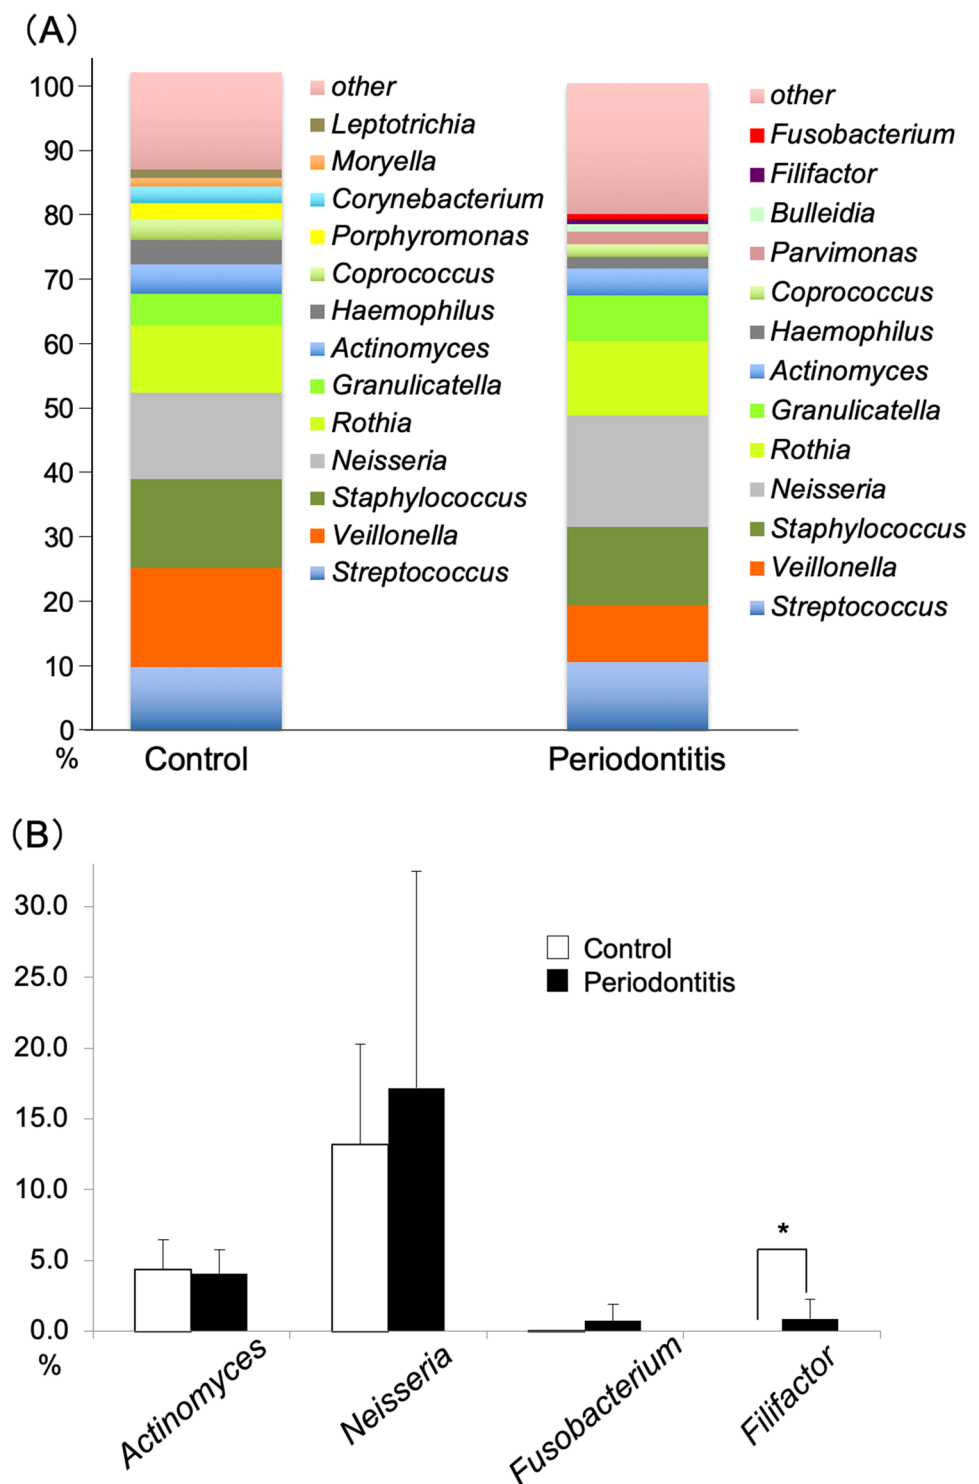 (A)
100
90
80
70
60
50
40
30
20
10
0
%
other
Leptotrichia
Moryella
Corynebacterium
Porphyromonas
Coprococcus
Haemophilus
Actinomyces
Granulicatella
Rothia
Neisseria
Staphylococcus
Veillonella
Streptococcus
other
Fusobacterium
Filifactor
Bulleidia
Parvimonas
Coprococcus
Haemophilus
Actinomyces
Granulicatella
Rothia
Neisseria
Staphylococcus
Veillonella
Streptococcus
Control
Periodontitis
(B)
30.0
25.0
20.0
15.0
10.0
5.0
0.0
%
Control
Periodontitis
*
Actinomyces
Neisseria
Fusobacterium
Filifactor